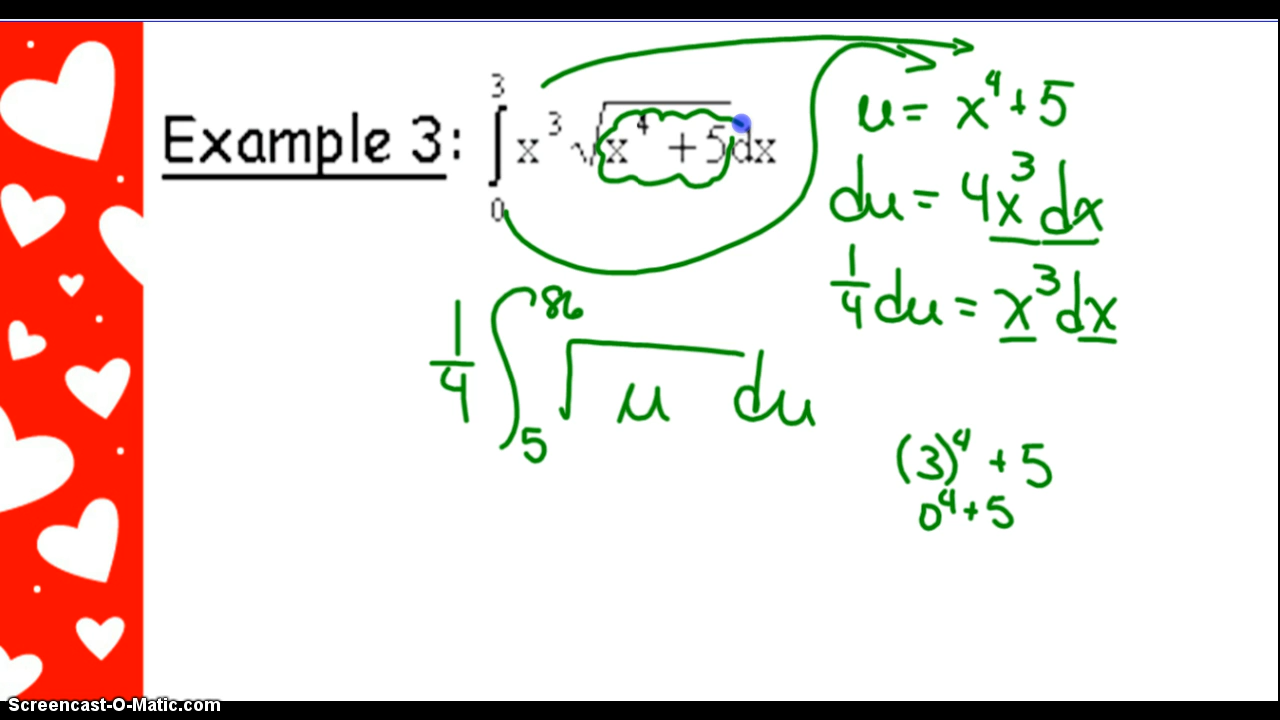 Example 3: ∫₀³ x³ √(x⁴ + 5) dx
u = x⁴ + 5
du = 4x³ dx
¼ du = x³ dx
¼ ∫₅⁸⁶ √u du
(3)⁴ + 5
0⁴ + 5
Screencast-O-Matic.com